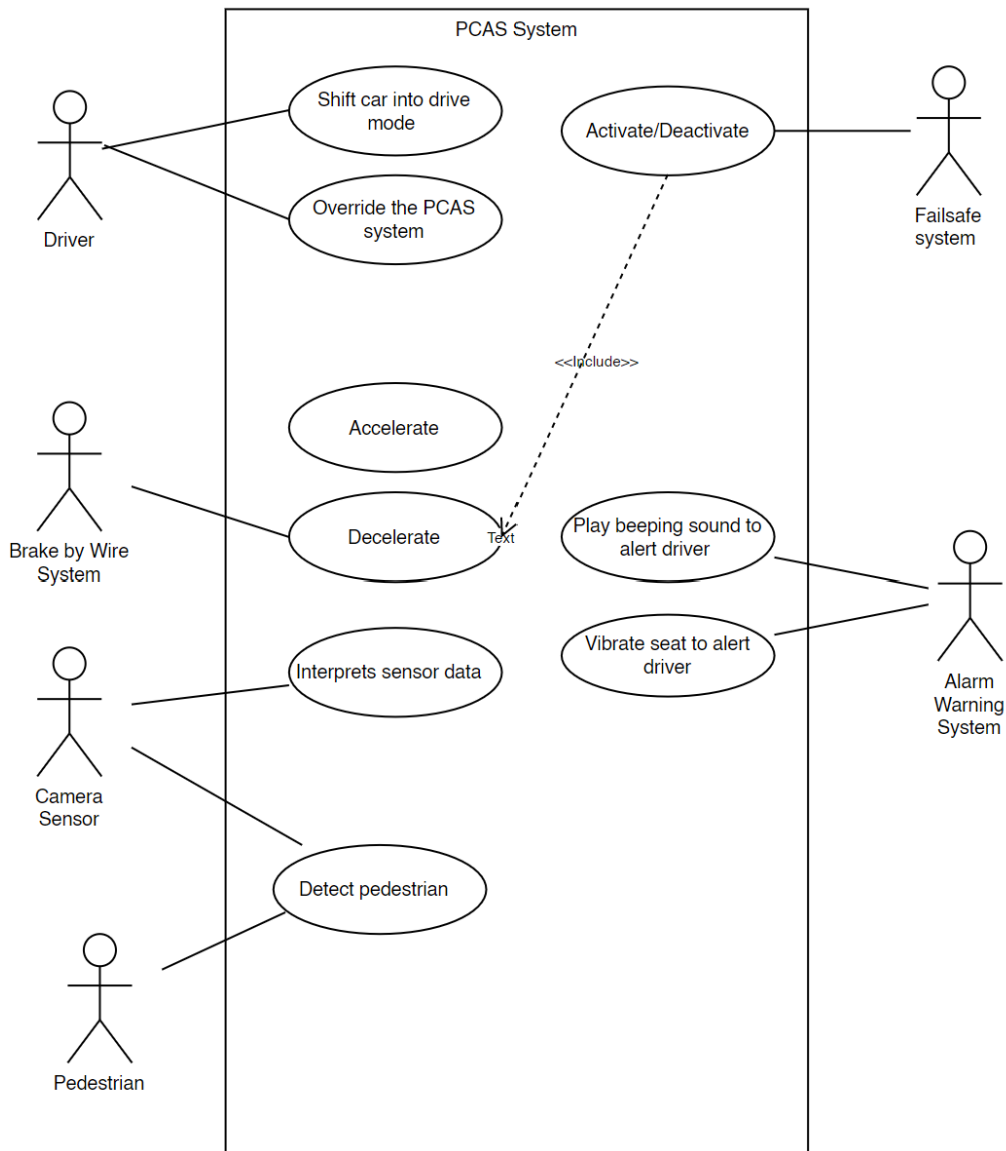 PCAS System
Shift car into drive
mode
Activate/Deactivate
Override the PCAS
system
Driver
Failsafe
system
<<Include>>
Accelerate
Decelerate
Text
Play beeping sound to
alert driver
Brake by Wire
System
Interprets sensor data
Vibrate seat to alert
driver
Alarm
Warning
System
Camera
Sensor
Detect pedestrian
Pedestrian